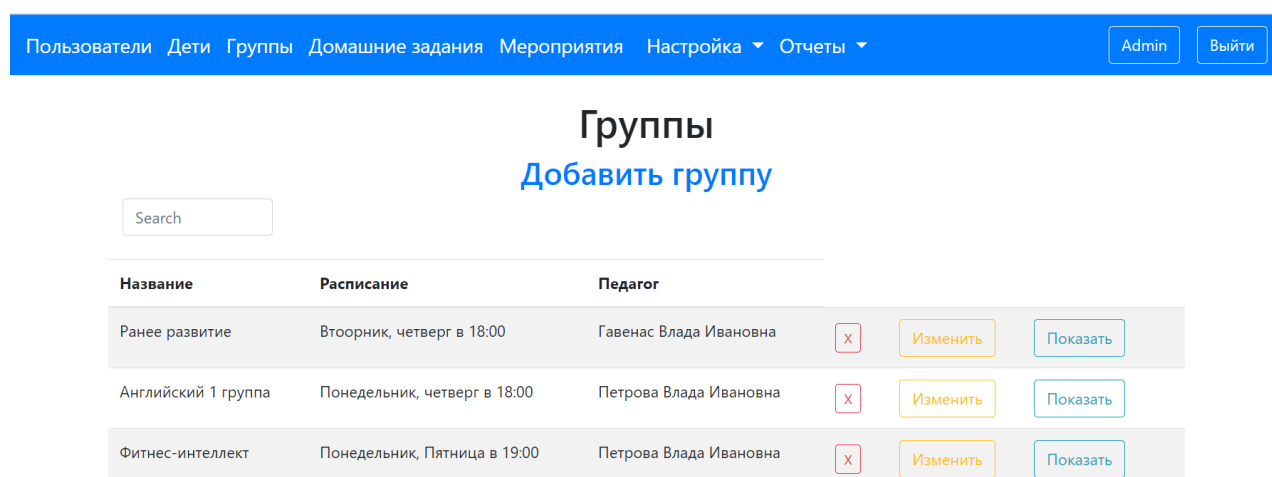 Пользователи Дети Группы Домашние задания Мероприятия Настройка Отчеты Admin Выйти
Группы
Добавить группу
Search
Название Расписание Педагог
Ранее развитие Втоорник, четверг в 18:00 Гавенас Влада Ивановна X Изменить Показать
Английский 1 группа Понедельник, четверг в 18:00 Петрова Влада Ивановна X Изменить Показать
Фитнес-интеллект Понедельник, Пятница в 19:00 Петрова Влада Ивановна X Изменить Показать